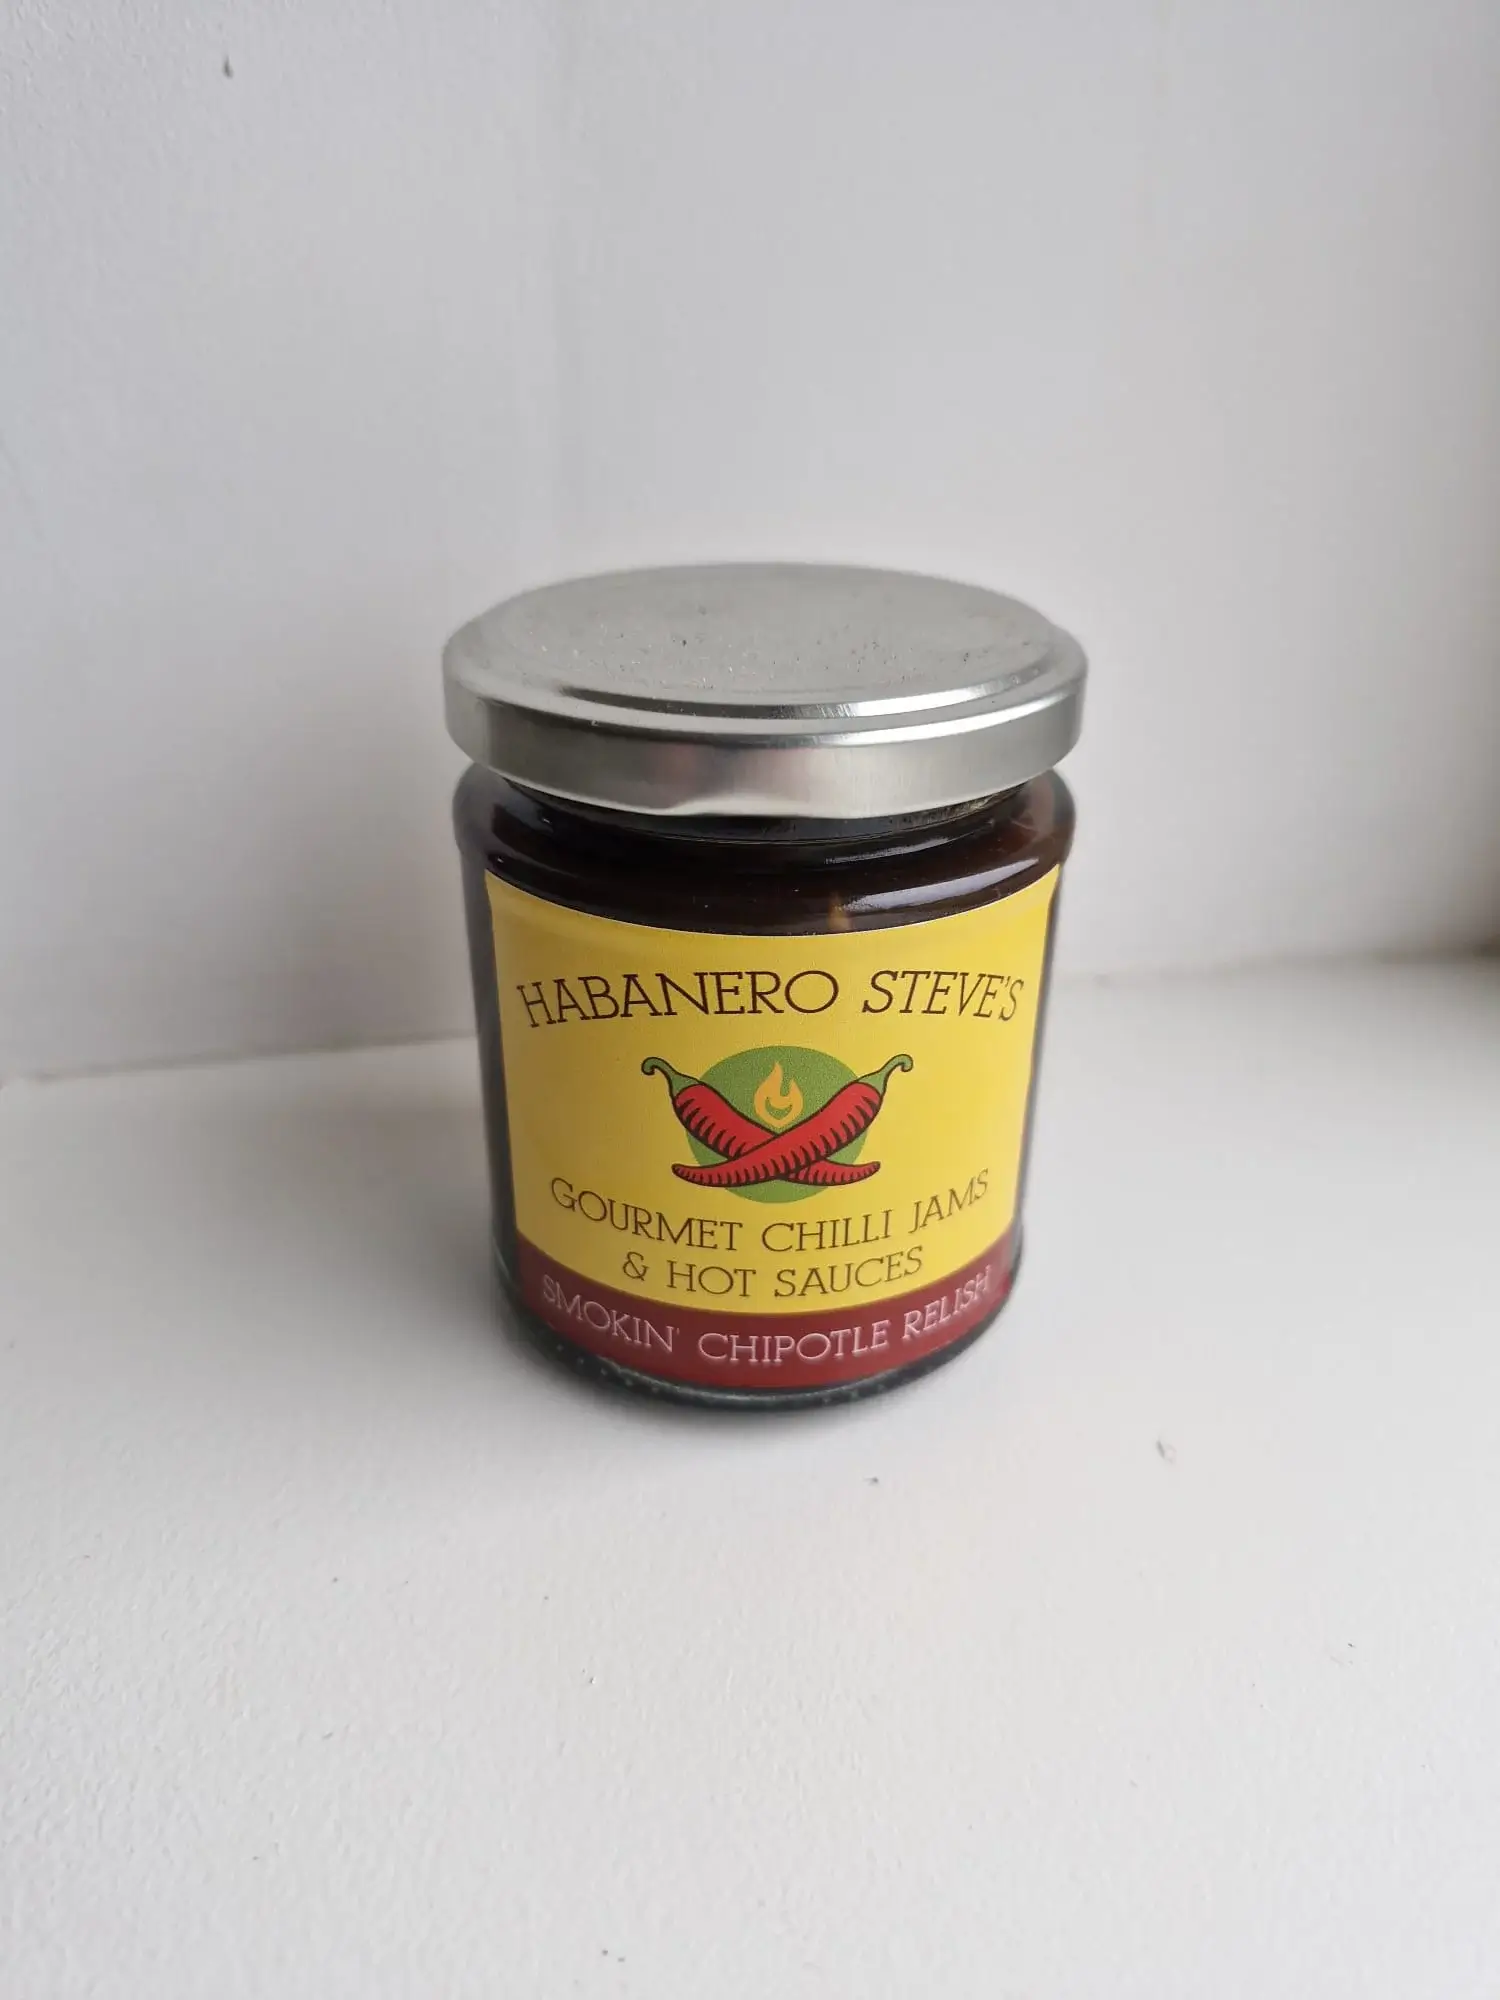 HABANERO STEVE'S
GOURMET CHILLI JAMS
& HOT SAUCES
SMOKIN' CHIPOTLE RELISH